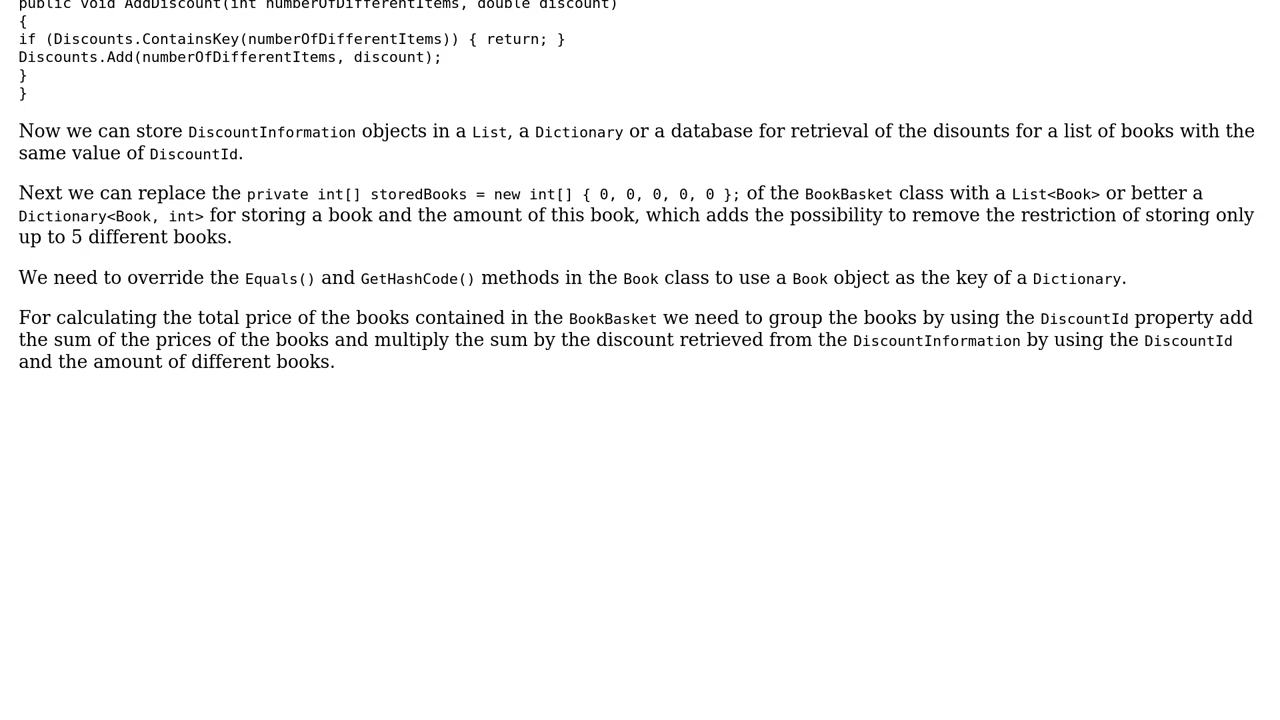 public void AddDiscount(int numberOfDifferentItems, double discount)
{
if (Discounts.ContainsKey(numberOfDifferentItems)) { return; }
Discounts.Add(numberOfDifferentItems, discount);
}
}
Now we can store DiscountInformation objects in a List, a Dictionary or a database for retrieval of the disounts for a list of books with the
same value of DiscountId.
Next we can replace the private int[] storedBooks = new int[] { 0, 0, 0, 0, 0 }; of the BookBasket class with a List<Book> or better a
Dictionary<Book, int> for storing a book and the amount of this book, which adds the possibility to remove the restriction of storing only
up to 5 different books.
We need to override the Equals() and GetHashCode() methods in the Book class to use a Book object as the key of a Dictionary.
For calculating the total price of the books contained in the BookBasket we need to group the books by using the DiscountId property add
the sum of the prices of the books and multiply the sum by the discount retrieved from the DiscountInformation by using the DiscountId
and the amount of different books.